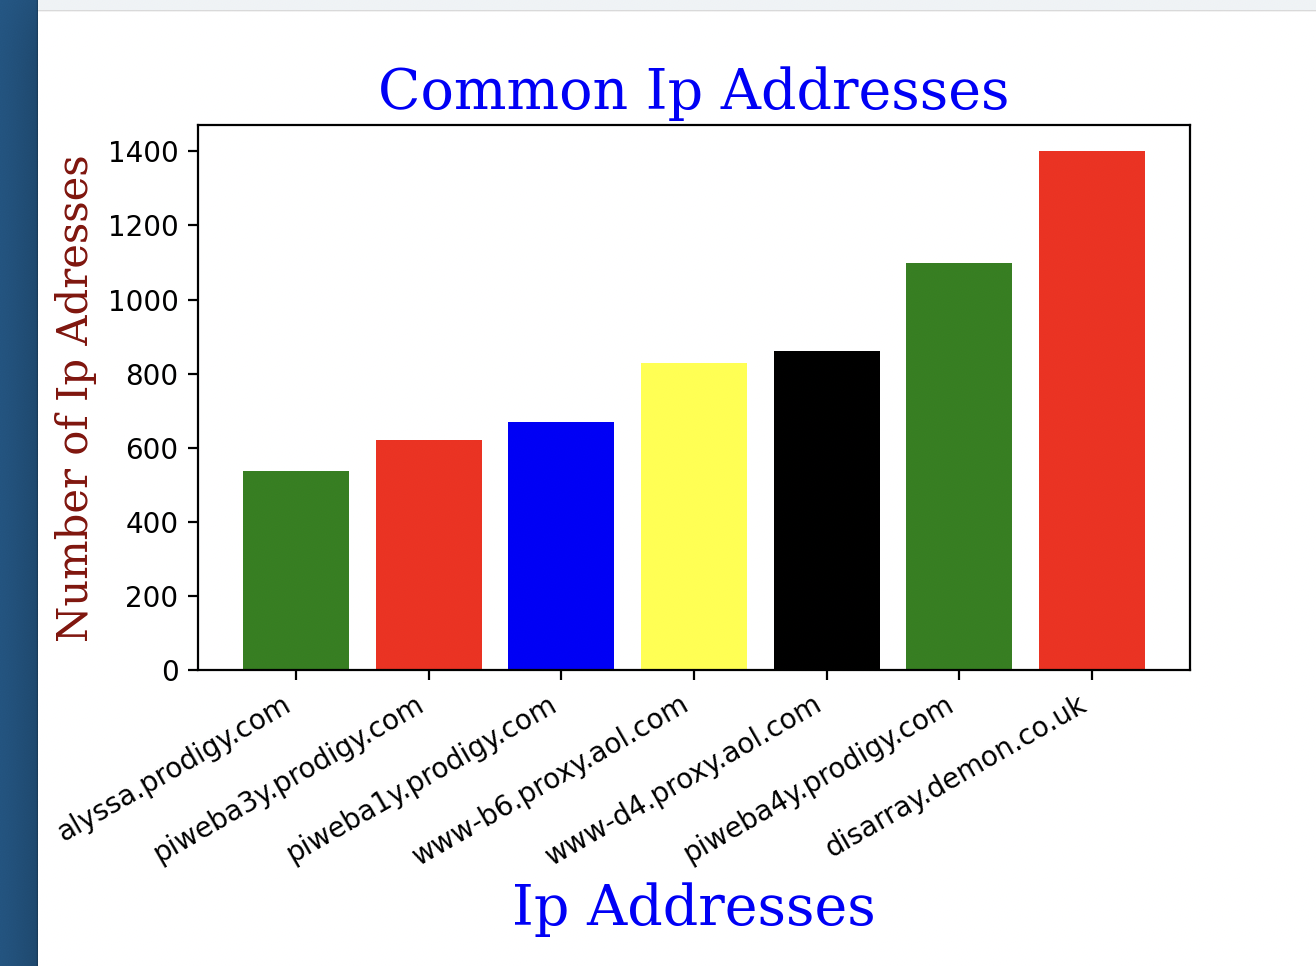 Common Ip Addresses
Number of Ip Adresses
1400
1200
1000
800
600
400
200
0
alyssa.prodigy.com
piweba3y.prodigy.com
piweba1y.prodigy.com
www-b6.proxy.aol.com
www-d4.proxy.aol.com
piweba4y.prodigy.com
disarray.demon.co.uk
Ip Addresses